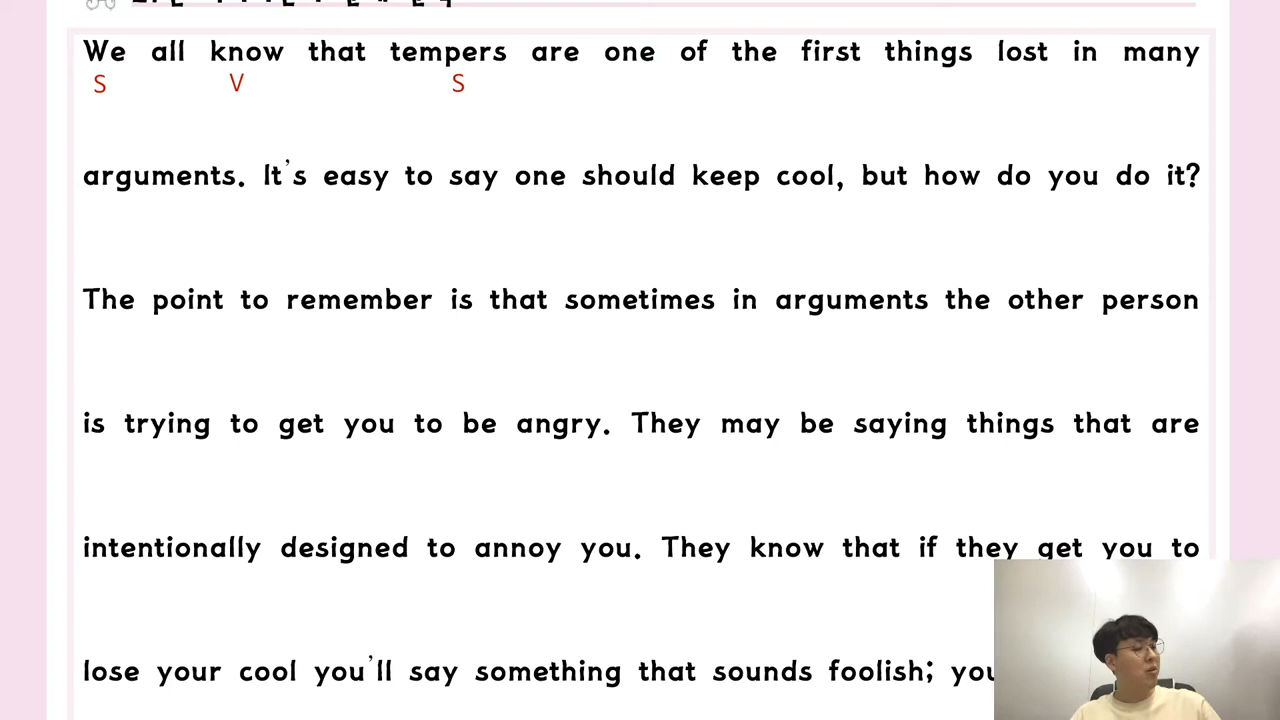 We all know that tempers are one of the first things lost in many
S V S
arguments. It's easy to say one should keep cool, but how do you do it?
The point to remember is that sometimes in arguments the other person
is trying to get you to be angry. They may be saying things that are
intentionally designed to annoy you. They know that if they get you to
lose your cool you'll say something that sounds foolish;